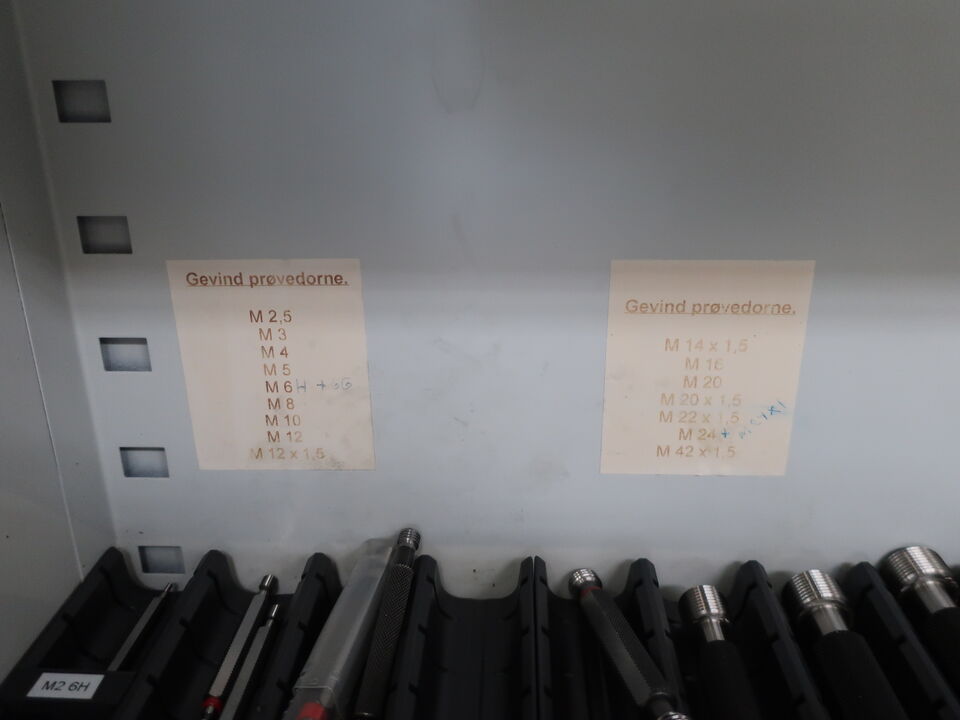 Gevind prøvedorne.
M 2,5
M 3
M 4
M 5
M 6 H + 6G
M 8
M 10
M 12
M 12 x 1,5
Gevind prøvedorne.
M 14 x 1,5
M 16
M 20
M 20 x 1,5
M 22 x 1,5
M 24 +
M 42 x 1,5
M2 6H